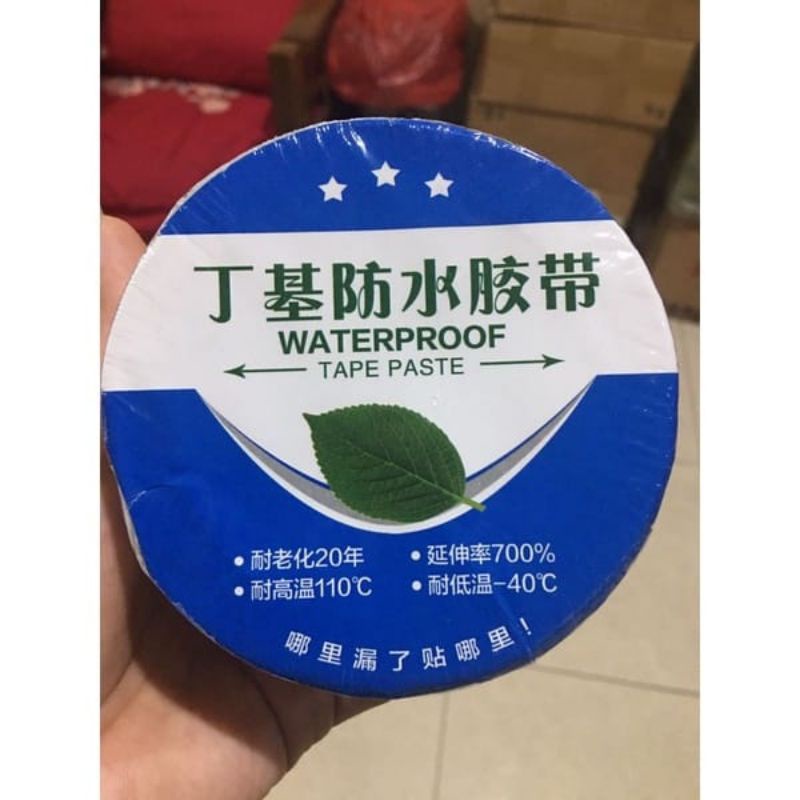 丁基防水胶带
WATERPROOF
TAPE PASTE
• 耐老化20年
• 延伸率700%
• 耐高温110℃
• 耐低温-40℃
哪里漏了贴哪里!